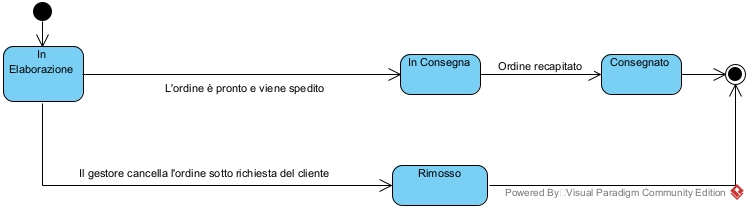 In
Elaborazione
In Consegna
Ordine recapitato
Consegnato
L'ordine è pronto e viene spedito
Il gestore cancella l'ordine sotto richiesta del cliente
Rimosso
Powered By Visual Paradigm Community Edition